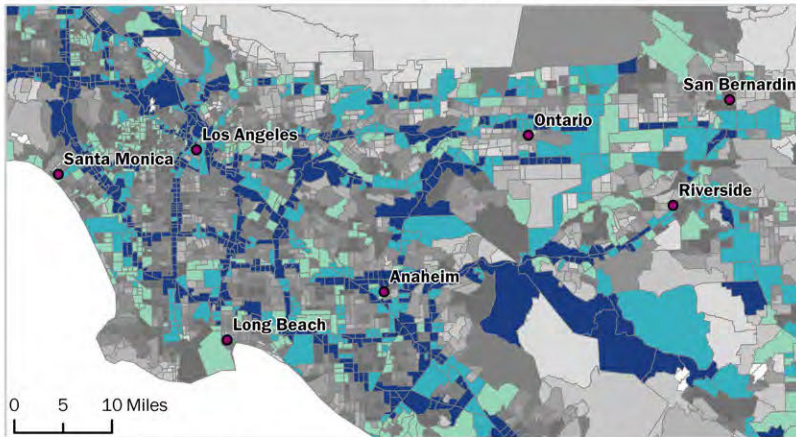 San Bernardin
Ontario
Los Angeles
Santa Monica
Riverside
Anaheim
Long Beach
0 5 10 Miles